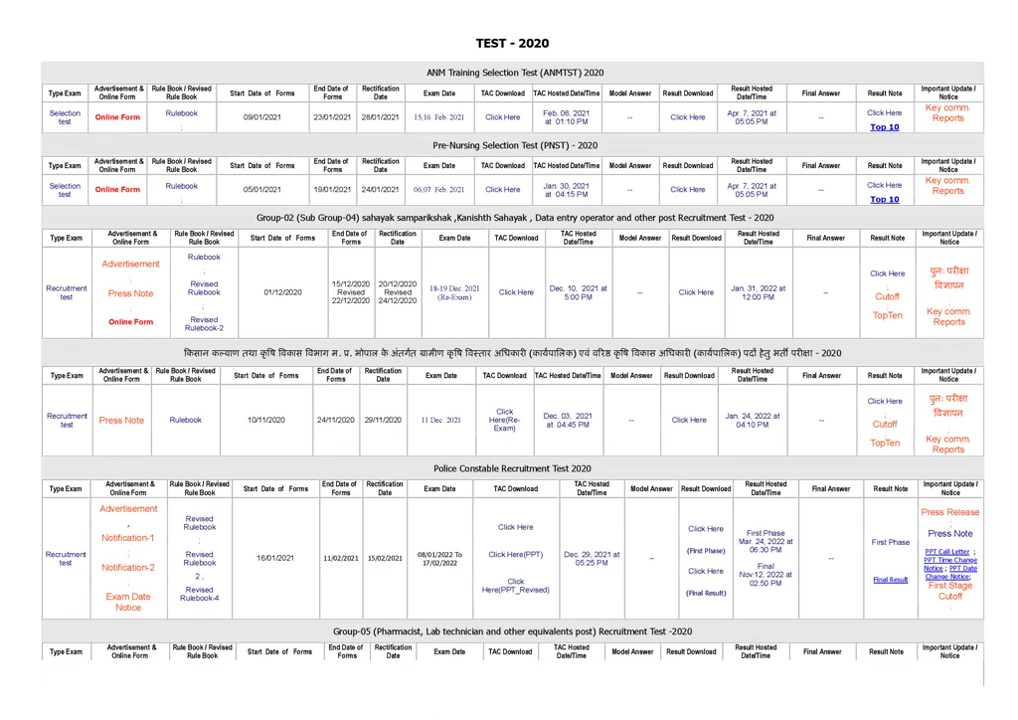 TEST - 2020
ANM Training Selection Test (ANMTST) 2020
Type Exam | Advertisement & Online Form | Rule Book / Revised Rule Book | Start Date of Forms | End Date of Forms | Rectification Date | Exam Date | TAC Download | TAC Hosted Date/Time | Model Answer | Result Download | Result Hosted Date/Time | Final Answer | Result Note | Important Update / Notice
Selection test | Online Form | Rulebook ; | 09/01/2021 | 23/01/2021 | 28/01/2021 | 15,16 Feb. 2021 | Click Here | Feb. 06, 2021 at 01:10 PM | -- | Click Here | Apr. 7, 2021 at 05:05 PM | -- | Click Here Top 10 | Key comm. Reports
Pre-Nursing Selection Test (PNST) - 2020
Type Exam | Advertisement & Online Form | Rule Book / Revised Rule Book | Start Date of Forms | End Date of Forms | Rectification Date | Exam Date | TAC Download | TAC Hosted Date/Time | Model Answer | Result Download | Result Hosted Date/Time | Final Answer | Result Note | Important Update / Notice
Selection test | Online Form | Rulebook ; | 05/01/2021 | 19/01/2021 | 24/01/2021 | 06,07 Feb. 2021 | Click Here | Jan. 30, 2021 at 04.15 PM | -- | Click Here | Apr. 7, 2021 at 05:05 PM | -- | Click Here Top 10 | Key comm. Reports
Group-02 (Sub Group-04) sahayak samparikshak ,Kanishth Sahayak , Data entry operator and other post Recruitment Test - 2020
Type Exam | Advertisement & Online Form | Rule Book / Revised Rule Book | Start Date of Forms | End Date of Forms | Rectification Date | Exam Date | TAC Download | TAC Hosted Date/Time | Model Answer | Result Download | Result Hosted Date/Time | Final Answer | Result Note | Important Update / Notice
Recruitment test | Advertisement ; Press Note ; Online Form | Rulebook ; Revised Rulebook ; Revised Rulebook-2 | 01/12/2020 | 15/12/2020 Revised 22/12/2020 | 20/12/2020 Revised 24/12/2020 | 18-19 Dec. 2021 (Re-Exam) | Click Here | Dec. 10, 2021 at 5:00 PM | -- | Click Here | Jan. 31, 2022 at 12:00 PM | -- | Click Here ; Cutoff ; TopTen | पुनः परीक्षा विज्ञापन ; Key comm. Reports
किसान कल्याण तथा कृषि विकास विभाग म. प्र. भोपाल के अंतर्गत ग्रामीण कृषि विस्तार अधिकारी (कार्यपालिक) एवं वरिष्ठ कृषि विकास अधिकारी (कार्यपालिक) पदों हेतु भर्ती परीक्षा - 2020
Type Exam | Advertisement & Online Form | Rule Book / Revised Rule Book | Start Date of Forms | End Date of Forms | Rectification Date | Exam Date | TAC Download | TAC Hosted Date/Time | Model Answer | Result Download | Result Hosted Date/Time | Final Answer | Result Note | Important Update / Notice
Recruitment test | Press Note | Rulebook | 10/11/2020 | 24/11/2020 | 29/11/2020 | 11 Dec. 2021 | Click Here(Re-Exam) | Dec. 03, 2021 at 04:45 PM | -- | Click Here | Jan. 24, 2022 at 04:10 PM | -- | Click Here ; Cutoff ; TopTen | पुनः परीक्षा विज्ञापन ; Key comm. Reports
Police Constable Recruitment Test 2020
Type Exam | Advertisement & Online Form | Rule Book / Revised Rule Book | Start Date of Forms | End Date of Forms | Rectification Date | Exam Date | TAC Download | TAC Hosted Date/Time | Model Answer | Result Download | Result Hosted Date/Time | Final Answer | Result Note | Important Update / Notice
Recruitment test | Advertisement , Notification-1 ; Notification-2 ; Exam Date Notice | Revised Rulebook ; Revised Rulebook 2 , Revised Rulebook-4 | 16/01/2021 | 11/02/2021 | 15/02/2021 | 08/01/2022 To 17/02/2022 | Click Here Click Here(PPT) Click Here(PPT_Revised) | Dec. 29, 2021 at 05:25 PM | -- | Click Here (First Phase) Click Here (Final Result) | First Phase Mar. 24, 2022 at 06:30 PM Final Nov 12, 2022 at 02:50 PM | -- | First Phase Final Result | Press Release ; Press Note PPT Call Letter ; PPT Time Change Notice ; PPT Date Change Notice; First Stage Cutoff ;
Group-05 (Pharmacist, Lab technician and other equivalents post) Recruitment Test -2020
Type Exam | Advertisement & Online Form | Rule Book / Revised Rule Book | Start Date of Forms | End Date of Forms | Rectification Date | Exam Date | TAC Download | TAC Hosted Date/Time | Model Answer | Result Download | Result Hosted Date/Time | Final Answer | Result Note | Important Update / Notice